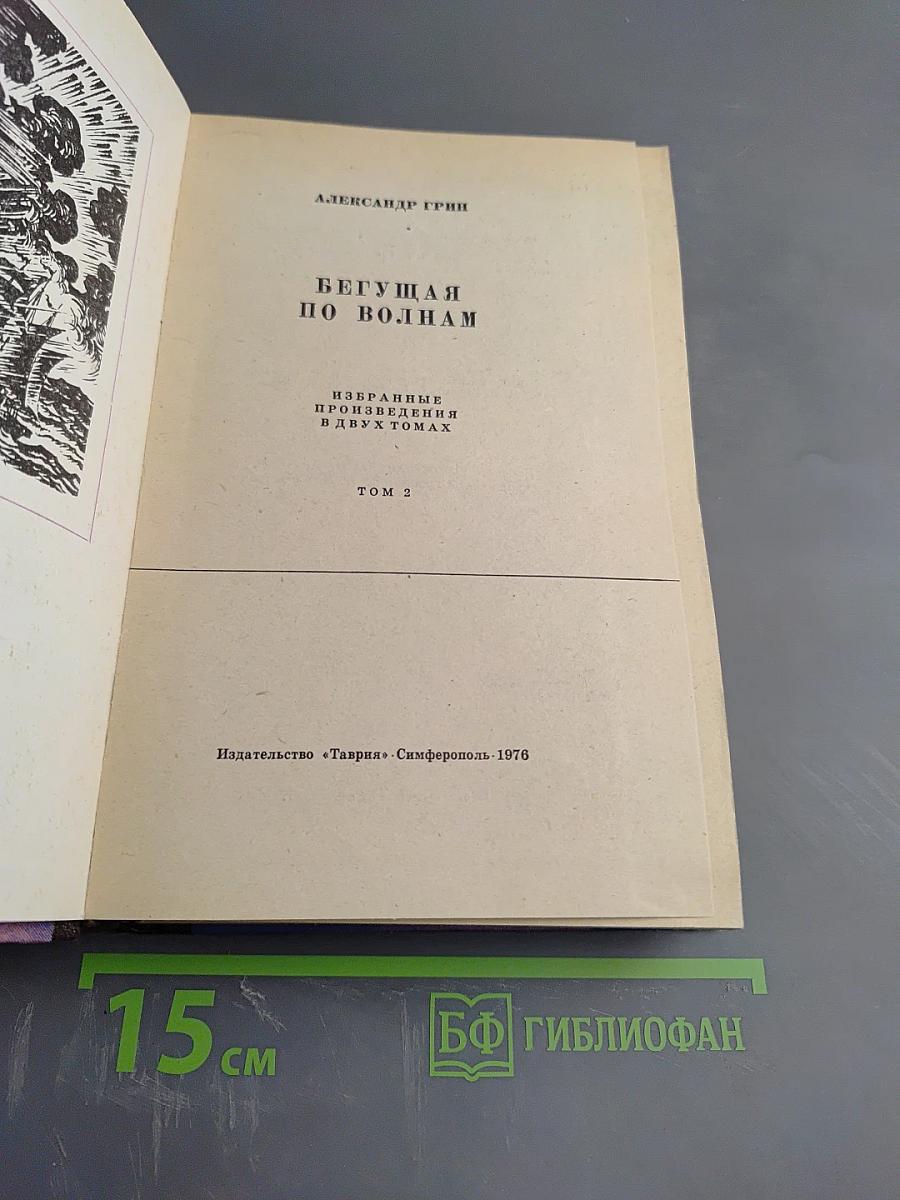 АЛЕКСАНДР ГРИН
БЕГУЩАЯ
ПО ВОЛНАМ
ИЗБРАННЫЕ
ПРОИЗВЕДЕНИЯ
В ДВУХ ТОМАХ
ТОМ 2
Издательство «Таврия»·Симферополь·1976
15 см
БФ ГИБЛИОФАН